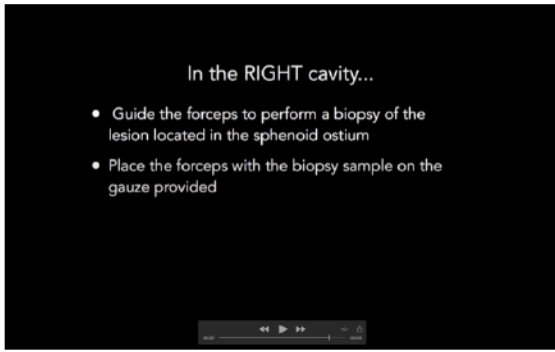 In the RIGHT cavity...
• Guide the forceps to perform a biopsy of the
lesion located in the sphenoid ostium
• Place the forceps with the biopsy sample on the
gauze provided